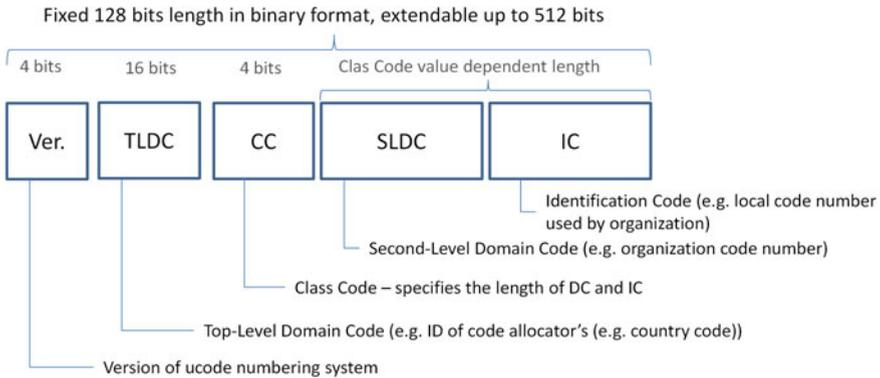 Fixed 128 bits length in binary format, extendable up to 512 bits
4 bits
16 bits
4 bits
Clas Code value dependent length
Ver.
TLDC
CC
SLDC
IC
Identification Code (e.g. local code number
used by organization)
Second-Level Domain Code (e.g. organization code number)
Class Code – specifies the length of DC and IC
Top-Level Domain Code (e.g. ID of code allocator's (e.g. country code))
Version of ucode numbering system